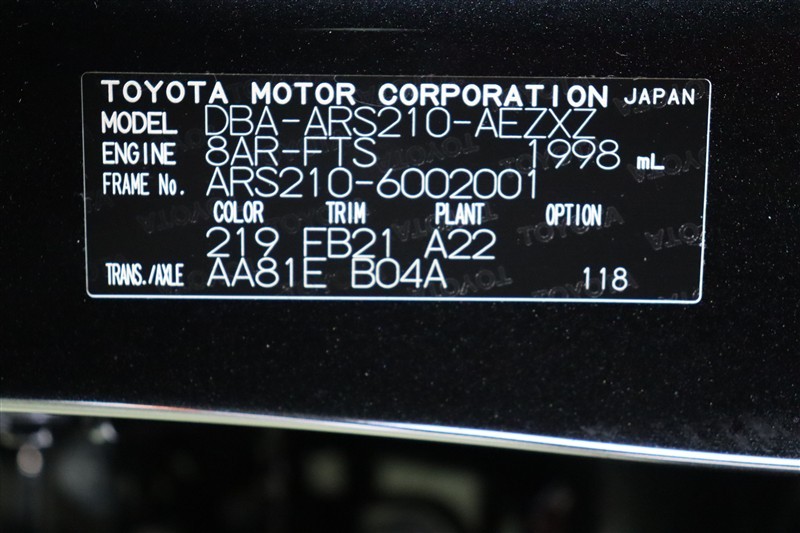 TOYOTA MOTOR CORPORATION JAPAN
MODEL DBA-ARS210-AEZXZ
ENGINE 8AR-FTS 1998 mL
FRAME No. ARS210-6002001
COLOR TRIM PLANT OPTION
219 FB21 A22
TRANS./AXLE AA81E B04A 118